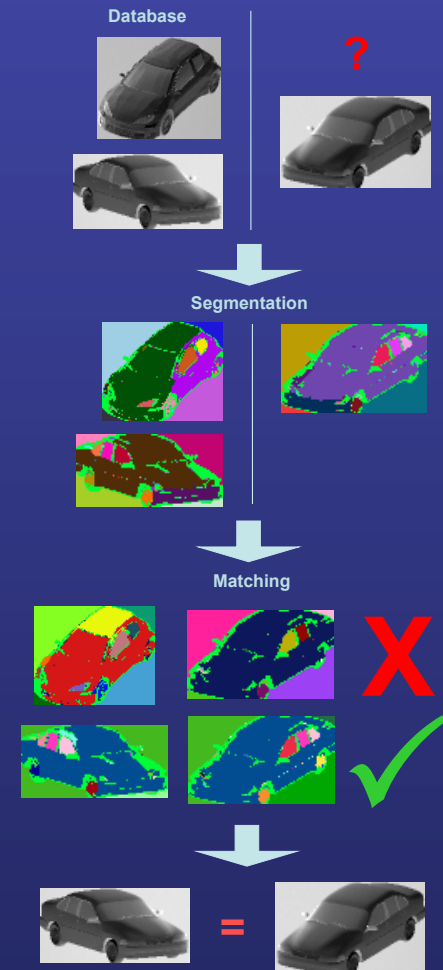 Database
?
Segmentation
Matching
X
=